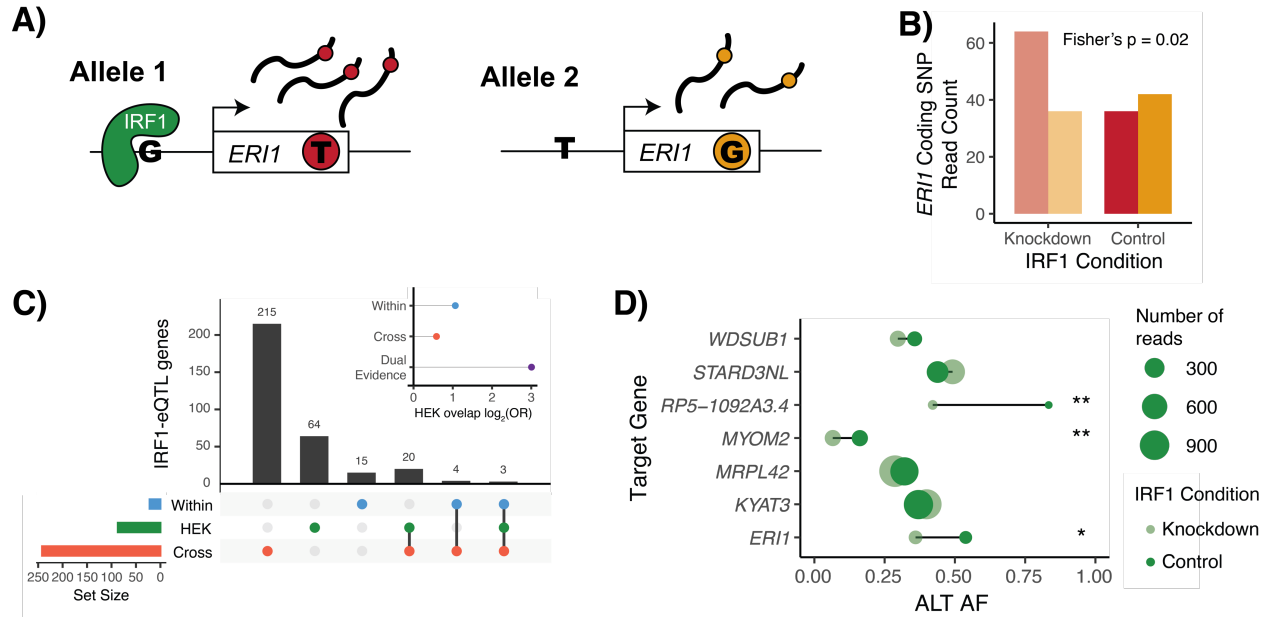 A)
Allele 1
IRF1
G
ERI1
T
Allele 2
T
ERI1
G
B)
ERI1 Coding SNP
Read Count
60
40
20
0
Fisher's p = 0.02
Knockdown
Control
IRF1 Condition
C)
IRF1-eQTL genes
200
150
100
50
0
215
64
15
20
4
3
Within
Cross
Dual
Evidence
0
1
2
3
HEK ovelap log2(OR)
Within
HEK
Cross
250
200
150
100
50
0
Set Size
D)
Target Gene
WDSUB1
STARD3NL
RP5−1092A3.4
**
MYOM2
**
MRPL42
KYAT3
ERI1
*
0.00
0.25
0.50
0.75
1.00
ALT AF
Number of
reads
300
600
900
IRF1 Condition
Knockdown
Control